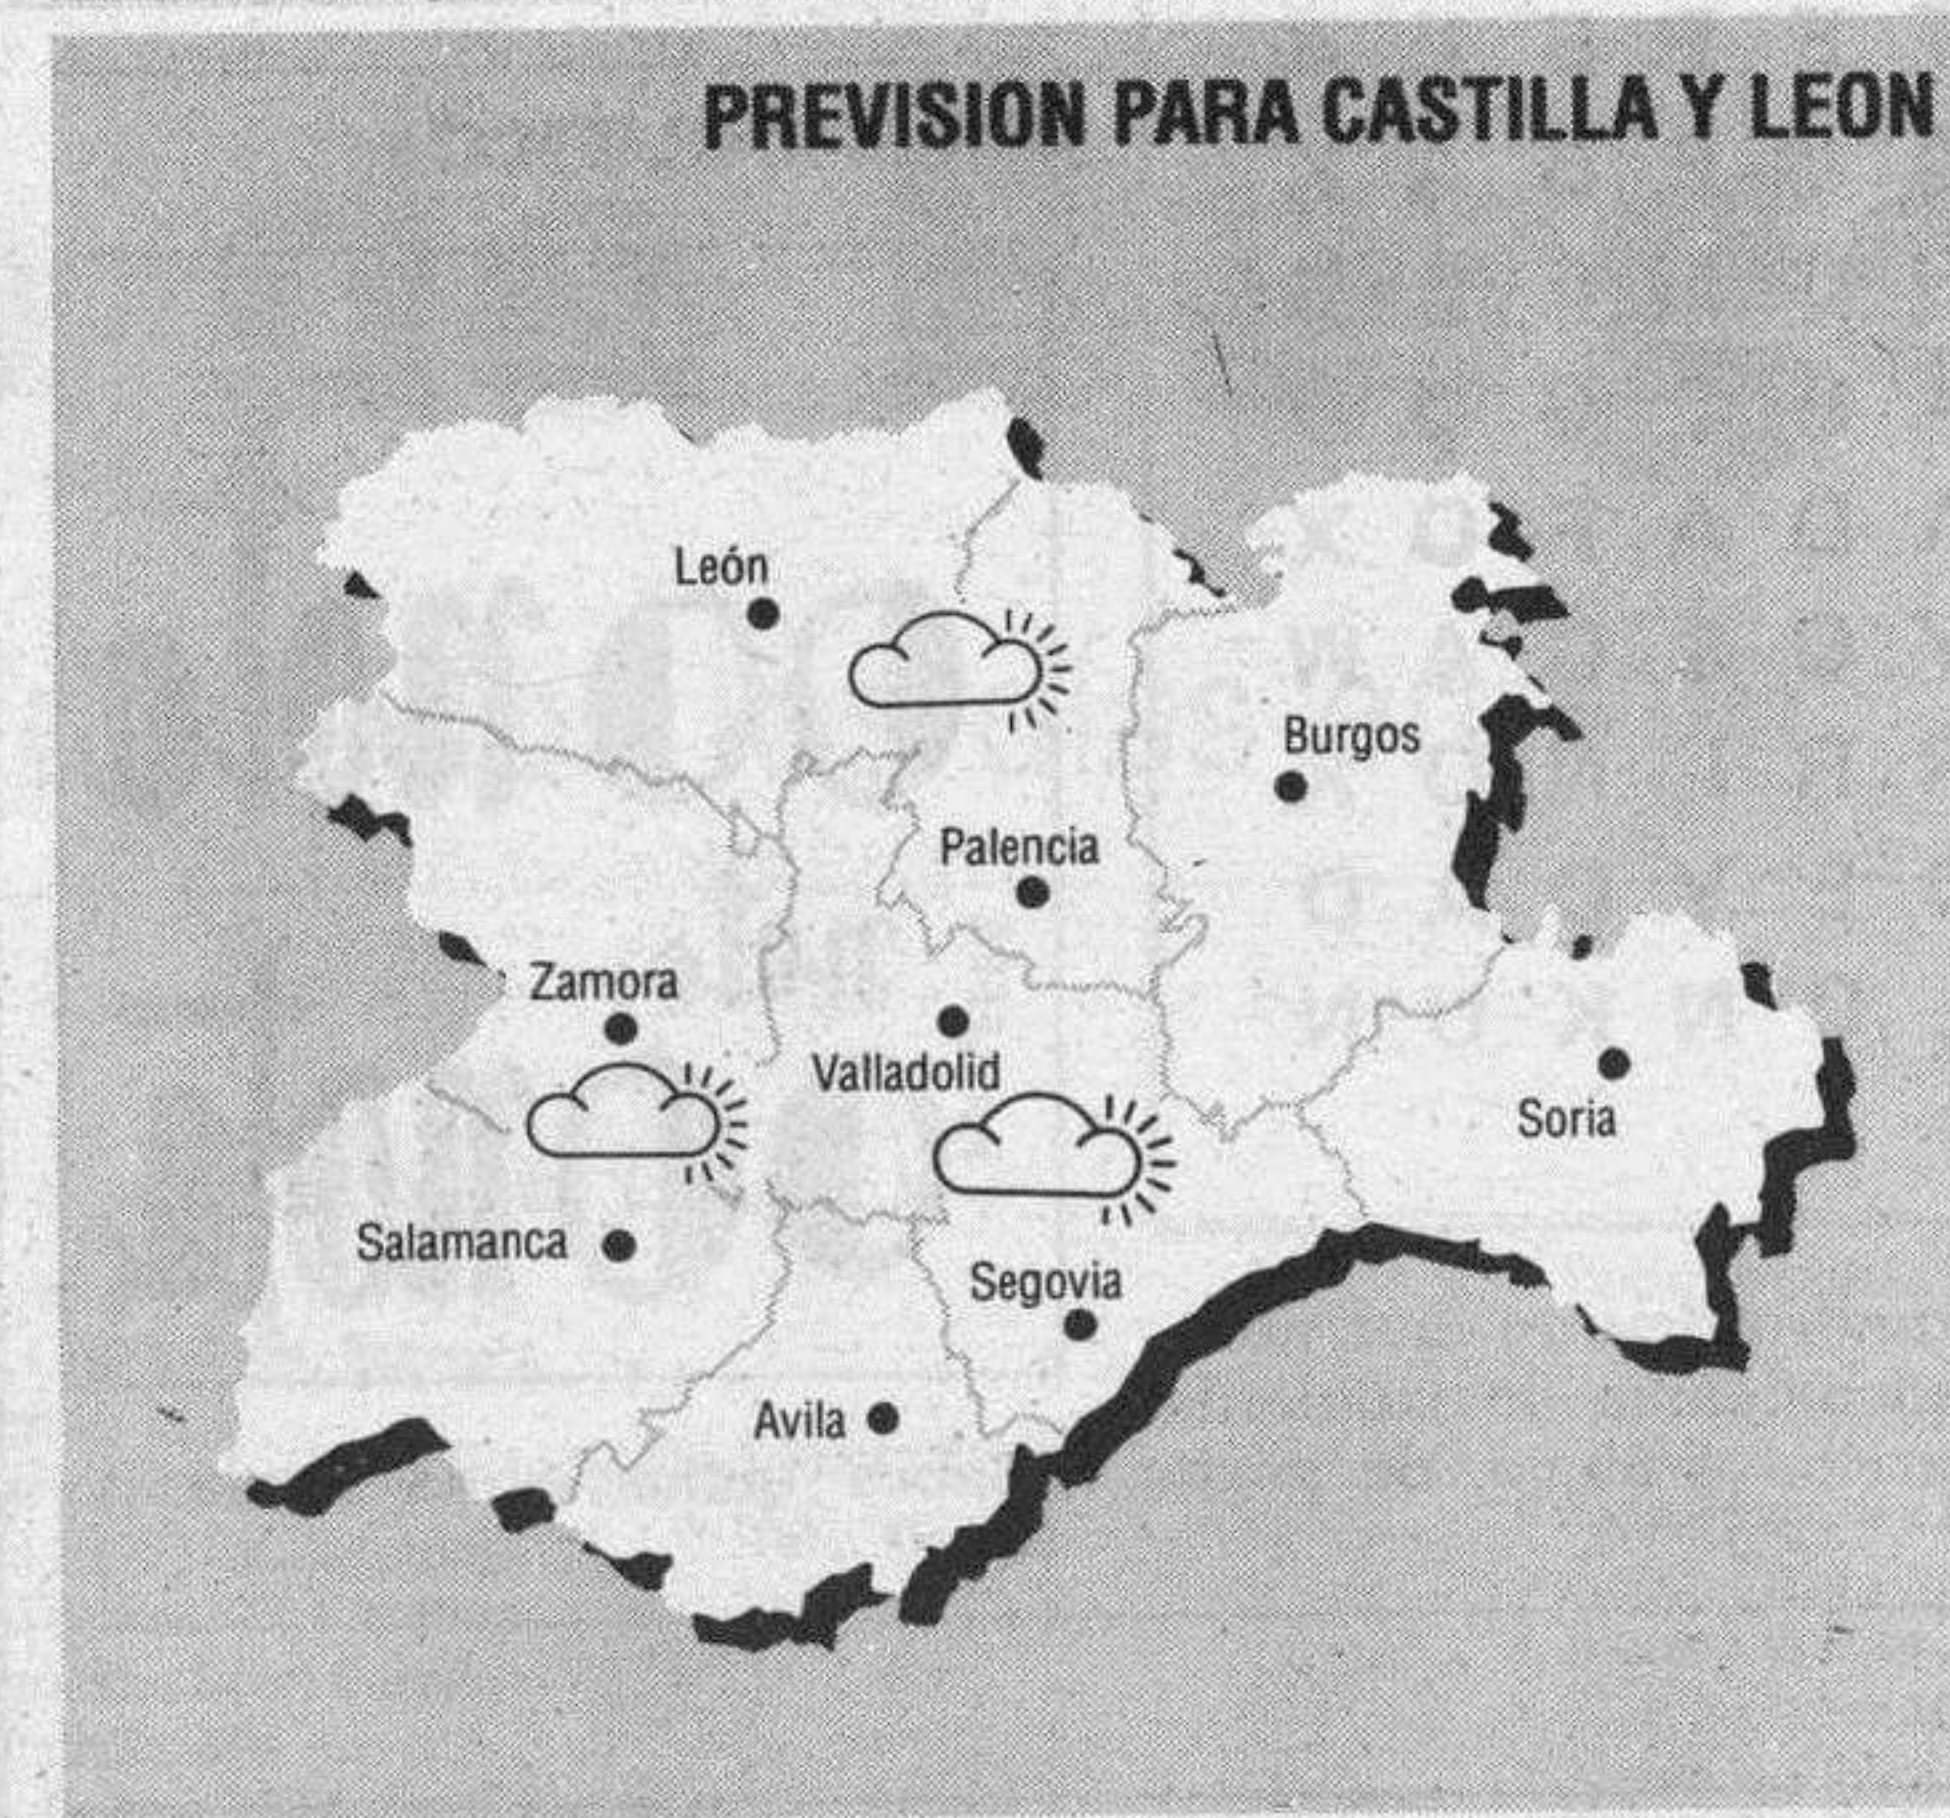 PREVISION PARA CASTILLA Y LEON
León
Burgos
Palencia
Zamora
Valladolid
Soria
Salamanca
Segovia
Avila